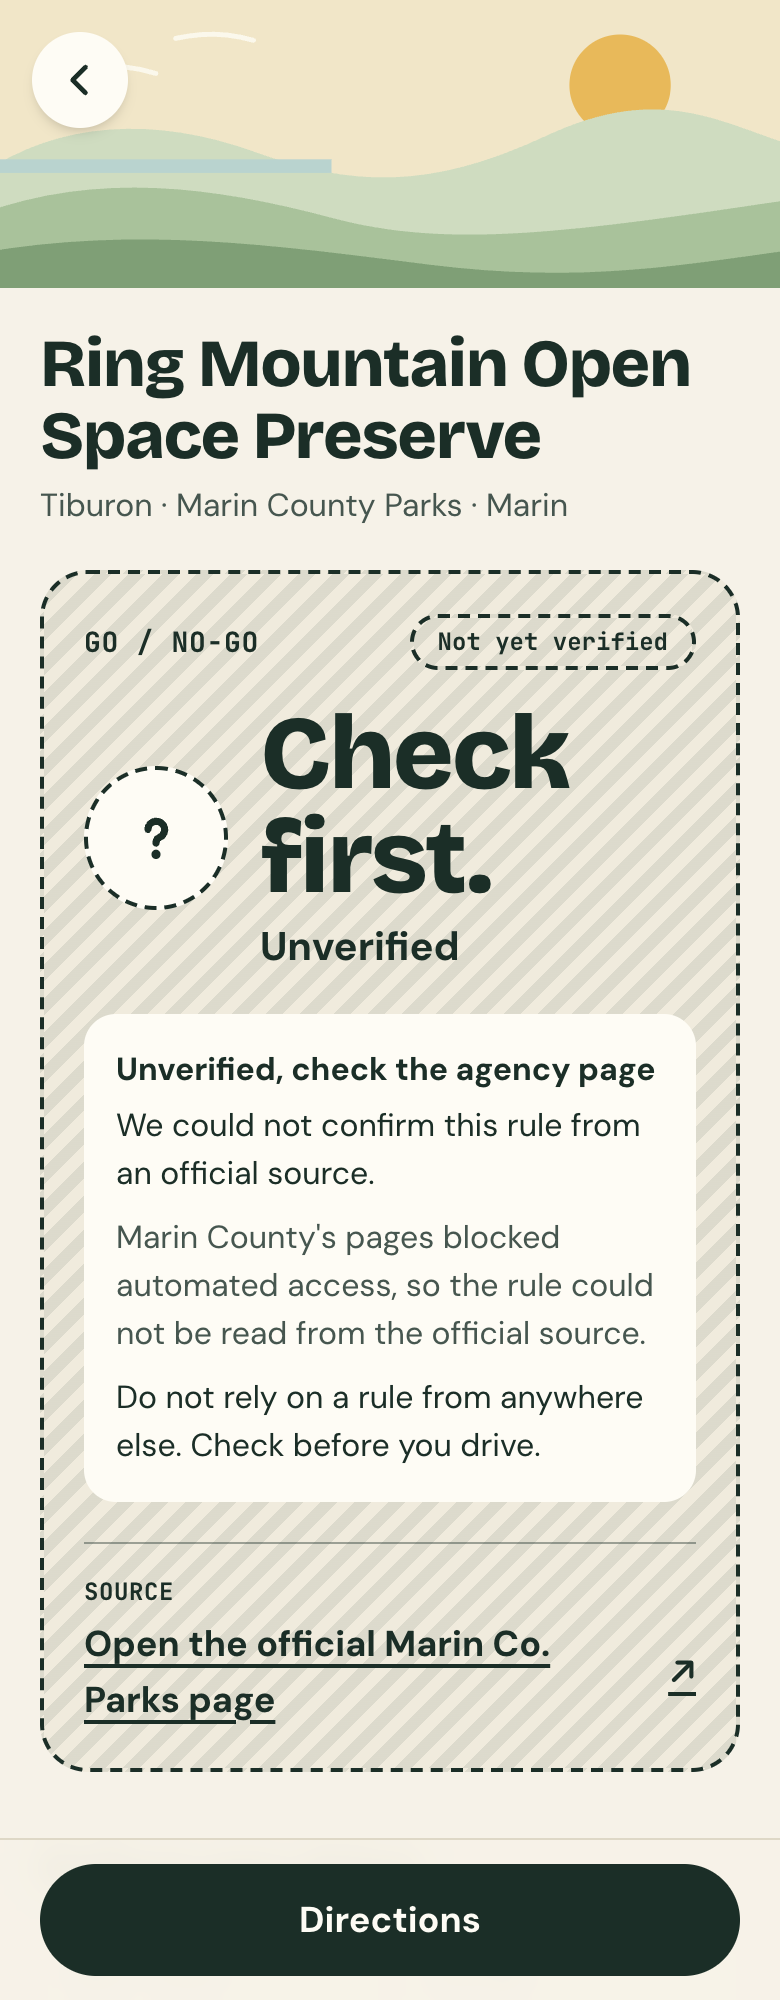 Ring Mountain Open
Space Preserve
Tiburon · Marin County Parks · Marin
GO / NO-GO
Not yet verified
?
Check
first.
Unverified
Unverified, check the agency page
We could not confirm this rule from
an official source.
Marin County's pages blocked
automated access, so the rule could
not be read from the official source.
Do not rely on a rule from anywhere
else. Check before you drive.
SOURCE
Open the official Marin Co.
Parks page
Directions